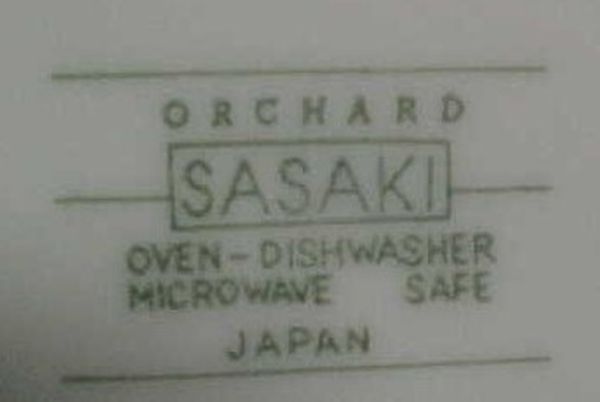 ORCHARD
SASAKI
OVEN-DISHWASHER
MICROWAVE SAFE
JAPAN